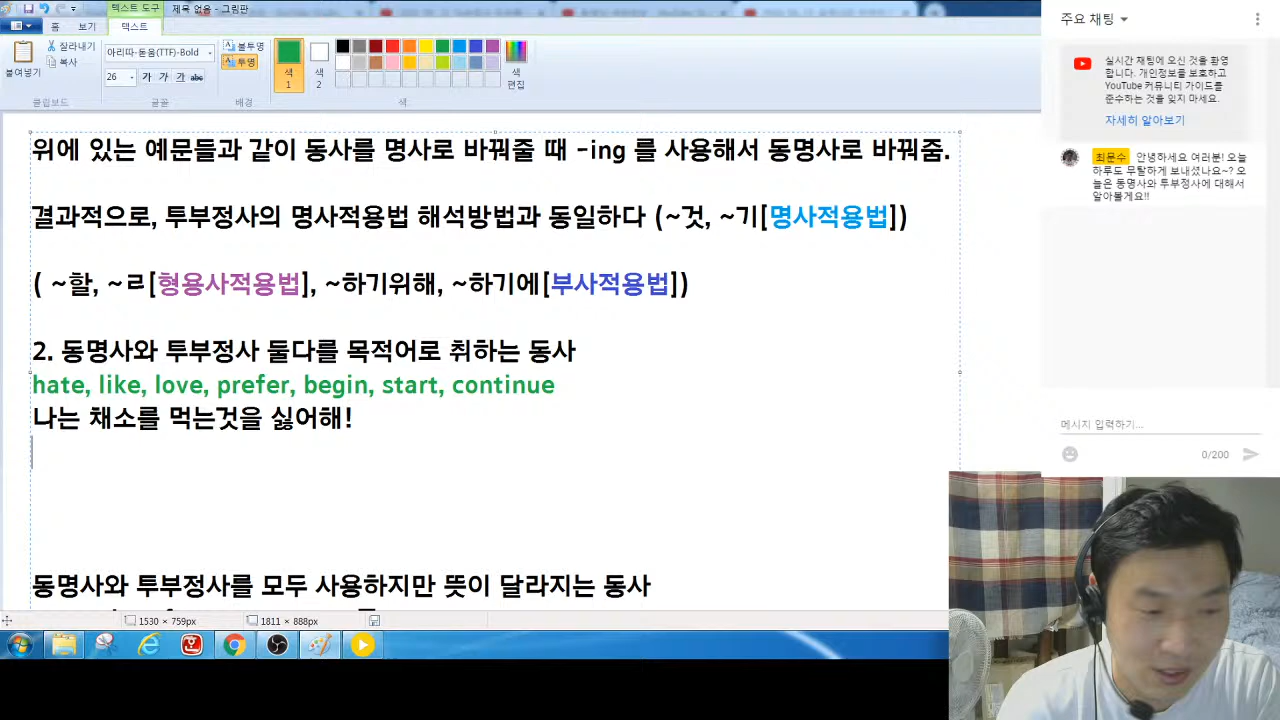 텍스트 도구
제목 없음 - 그림판
홈
보기
텍스트
붙여넣기
잘라내기
복사
클립보드
아리따-돋움(TTF)-Bold
26
가 가 가 abc
글꼴
불투명
투명
배경
색
1
색
2
색
편집
색
위에 있는 예문들과 같이 동사를 명사로 바꿔줄 때 -ing 를 사용해서 동명사로 바꿔줌.
결과적으로, 투부정사의 명사적용법 해석방법과 동일하다 (~것, ~기[명사적용법])
( ~할, ~ㄹ[형용사적용법], ~하기위해, ~하기에[부사적용법])
2. 동명사와 투부정사 둘다를 목적어로 취하는 동사
hate, like, love, prefer, begin, start, continue
나는 채소를 먹는것을 싫어해!
동명사와 투부정사를 모두 사용하지만 뜻이 달라지는 동사
1530 × 759px
1811 × 888px
주요 채팅
실시간 채팅에 오신 것을 환영
합니다. 개인정보를 보호하고
YouTube 커뮤니티 가이드를
준수하는 것을 잊지 마세요.
자세히 알아보기
최문수 안녕하세요 여러분! 오늘
하루도 무탈하게 보내셨나요~? 오
늘은 동명사와 투부정사에 대해서
알아볼게요!!
메시지 입력하기...
0/200